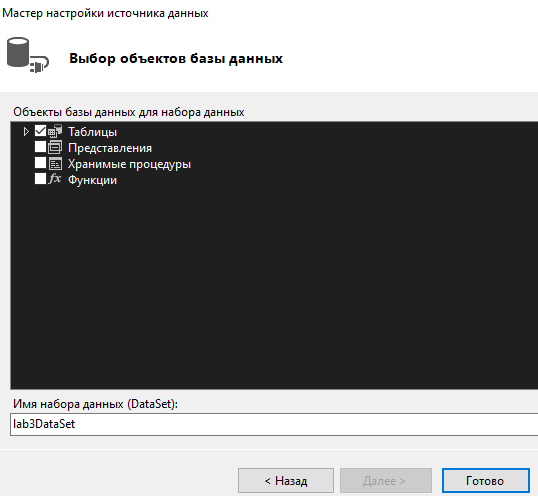 Мастер настройки источника данных
Выбор объектов базы данных
Объекты базы данных для набора данных
Таблицы
Представления
Хранимые процедуры
fx Функции
Имя набора данных (DataSet):
lab3DataSet
< Назад
Далее >
Готово